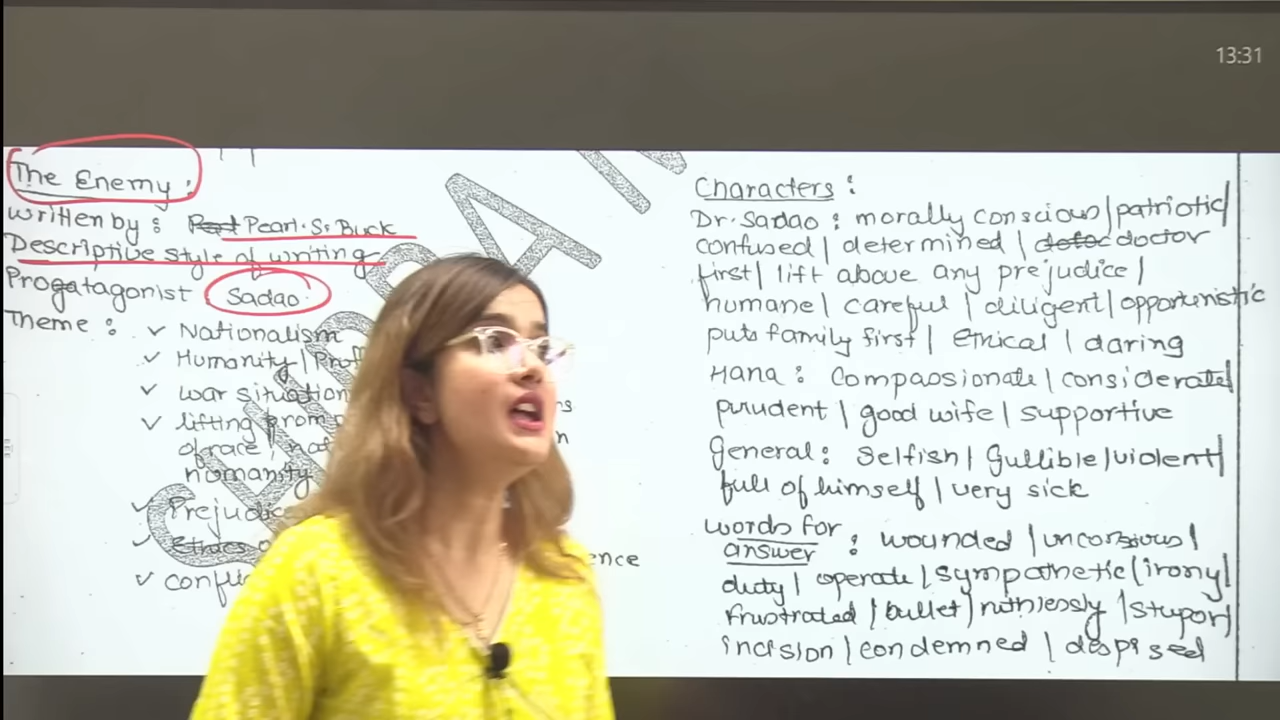 13:31
The Enemy :
written by : Pearl. S. Buck
Descriptive style of writing
Progatagonist Sadao.
Theme : ✓ Nationalism
✓ Humanity /
✓ war situation
✓ lifting from
of race /
humanity
✓ Prejudice
✓ Ethics
✓
ence
Characters :
Dr. Sadao : morally conscious / patriotic /
confused / determined / doctor
first / lift above any prejudice /
humane / careful / diligent / opportunistic
puts family first / ethical / daring
Hana : Compassionate / considerate /
prudent / good wife / supportive
General : Selfish / Gullible / violent /
full of himself / very sick
words for
answer : wounded / unconsious /
duty / operate / sympathetic / irony /
frustrated / bullet / ruthlessly / stupor /
incision / condemned / despised